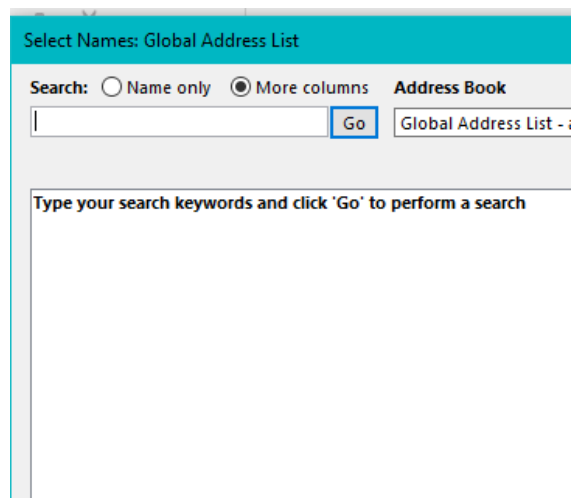 Select Names: Global Address List
Search: Name only More columns Address Book
Go Global Address List -
Type your search keywords and click 'Go' to perform a search